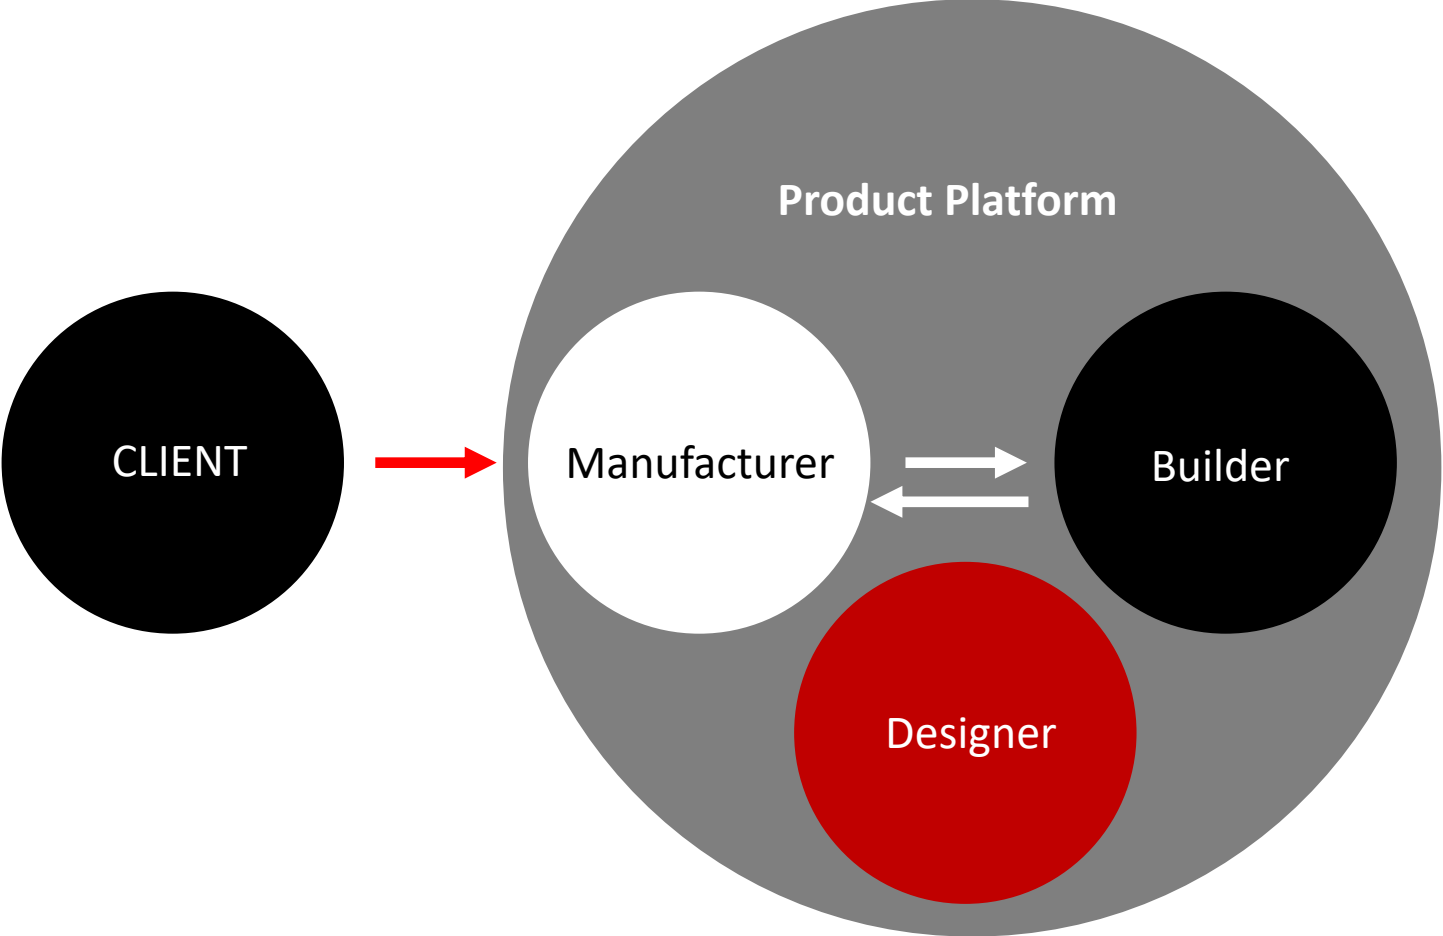 Product Platform
CLIENT
Manufacturer
Builder
Designer